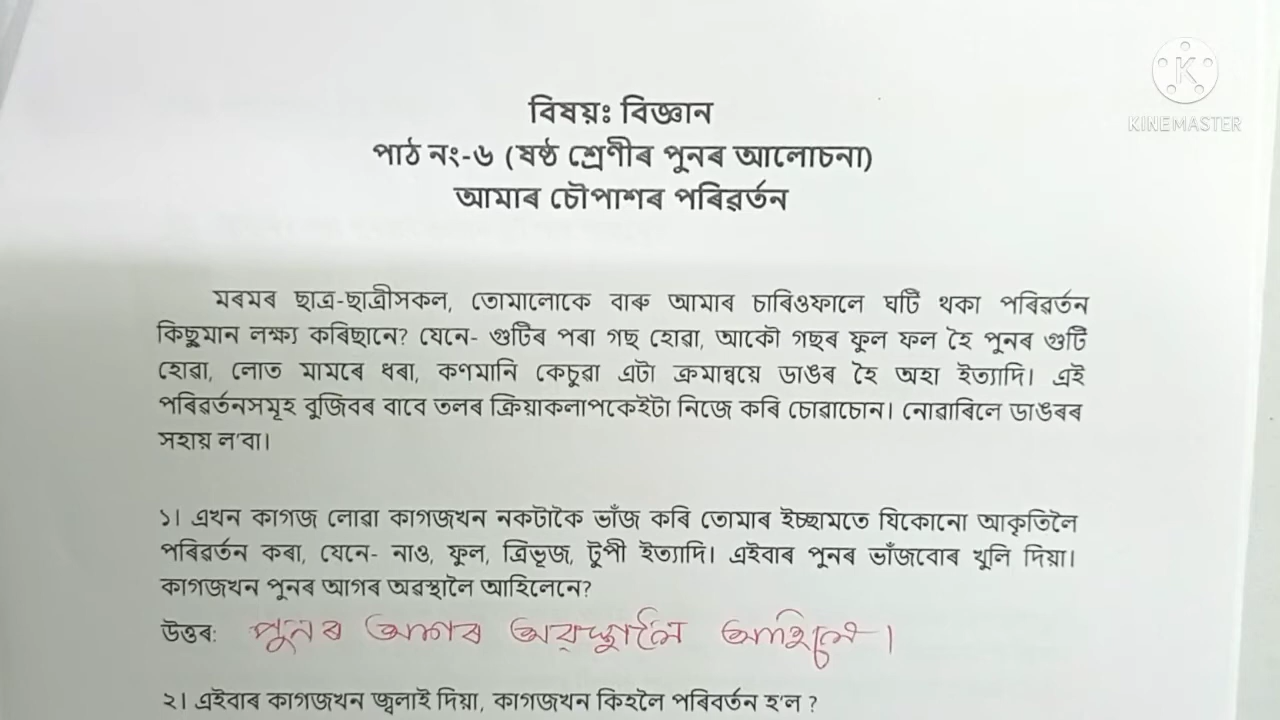 KINEMASTER
বিষয়ঃ বিজ্ঞান
পাঠ নং-৬ (ষষ্ঠ শ্ৰেণীৰ পুনৰ আলোচনা)
আমাৰ চৌপাশৰ পৰিৱৰ্তন
মৰমৰ ছাত্ৰ-ছাত্ৰীসকল, তোমালোকে বাৰু আমাৰ চাৰিওফালে ঘটি থকা পৰিৱৰ্তন
কিছুমান লক্ষ্য কৰিছানে? যেনে- গুটিৰ পৰা গছ হোৱা, আকৌ গছৰ ফুল ফল হৈ পুনৰ গুটি
হোৱা, লোত মামৰে ধৰা, কণমানি কেচুৱা এটা ক্ৰমান্বয়ে ডাঙৰ হৈ অহা ইত্যাদি। এই
পৰিৱৰ্তনসমূহ বুজিবৰ বাবে তলৰ ক্ৰিয়াকলাপকেইটা নিজে কৰি চোৱাচোন। নোৱাৰিলে ডাঙৰৰ
সহায় ল'বা।
১। এখন কাগজ লোৱা কাগজখন নকটাকৈ ভাঁজ কৰি তোমাৰ ইচ্ছামতে যিকোনো আকৃতিলৈ
পৰিৱৰ্তন কৰা, যেনে- নাও, ফুল, ত্ৰিভূজ, টুপী ইত্যাদি। এইবাৰ পুনৰ ভাঁজবোৰ খুলি দিয়া।
কাগজখন পুনৰ আগৰ অৱস্থালৈ আহিলেনে?
উত্তৰ: পুনৰ আগৰ অৱস্থালৈ আহিলে।
২। এইবাৰ কাগজখন জ্বলাই দিয়া, কাগজখন কিহলৈ পৰিবৰ্তন হ'ল ?